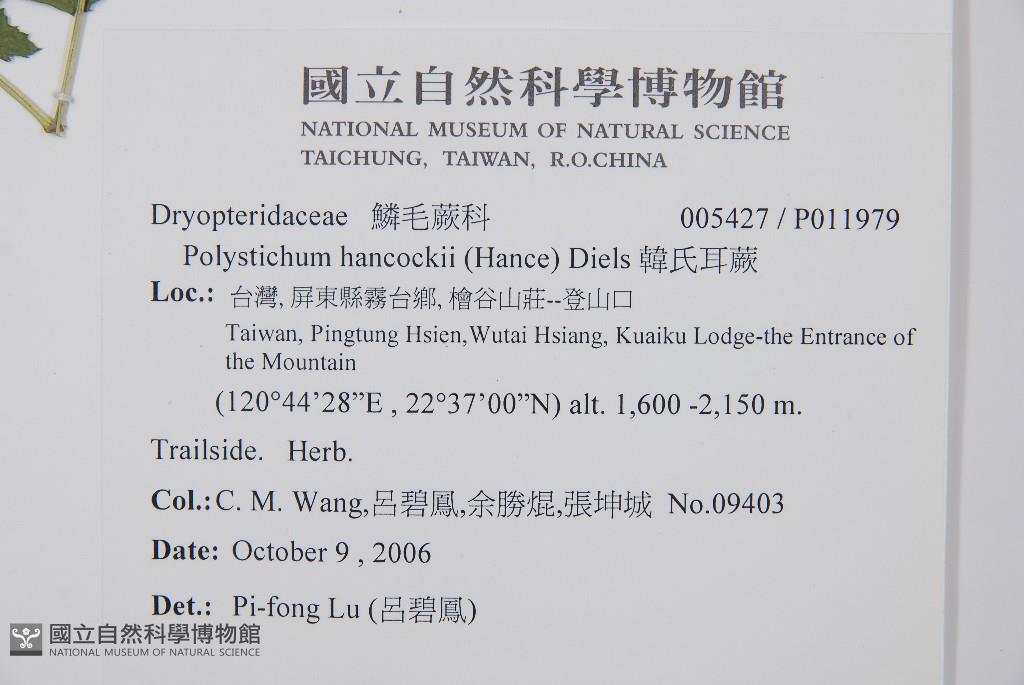 國立自然科學博物館
NATIONAL MUSEUM OF NATURAL SCIENCE
TAICHUNG, TAIWAN, R.O.CHINA
Dryopteridaceae 鱗毛蕨科 005427 / P011979
Polystichum hancockii (Hance) Diels 韓氏耳蕨
Loc.: 台灣, 屏東縣霧台鄉, 檜谷山莊--登山口
Taiwan, Pingtung Hsien,Wutai Hsiang, Kuaiku Lodge-the Entrance of
the Mountain
(120°44’28”E , 22°37’00”N) alt. 1,600 -2,150 m.
Trailside. Herb.
Col.: C. M. Wang,呂碧鳳,余勝焜,張坤城 No.09403
Date: October 9 , 2006
Det.: Pi-fong Lu (呂碧鳳)
國立自然科學博物館
NATIONAL MUSEUM OF NATURAL SCIENCE